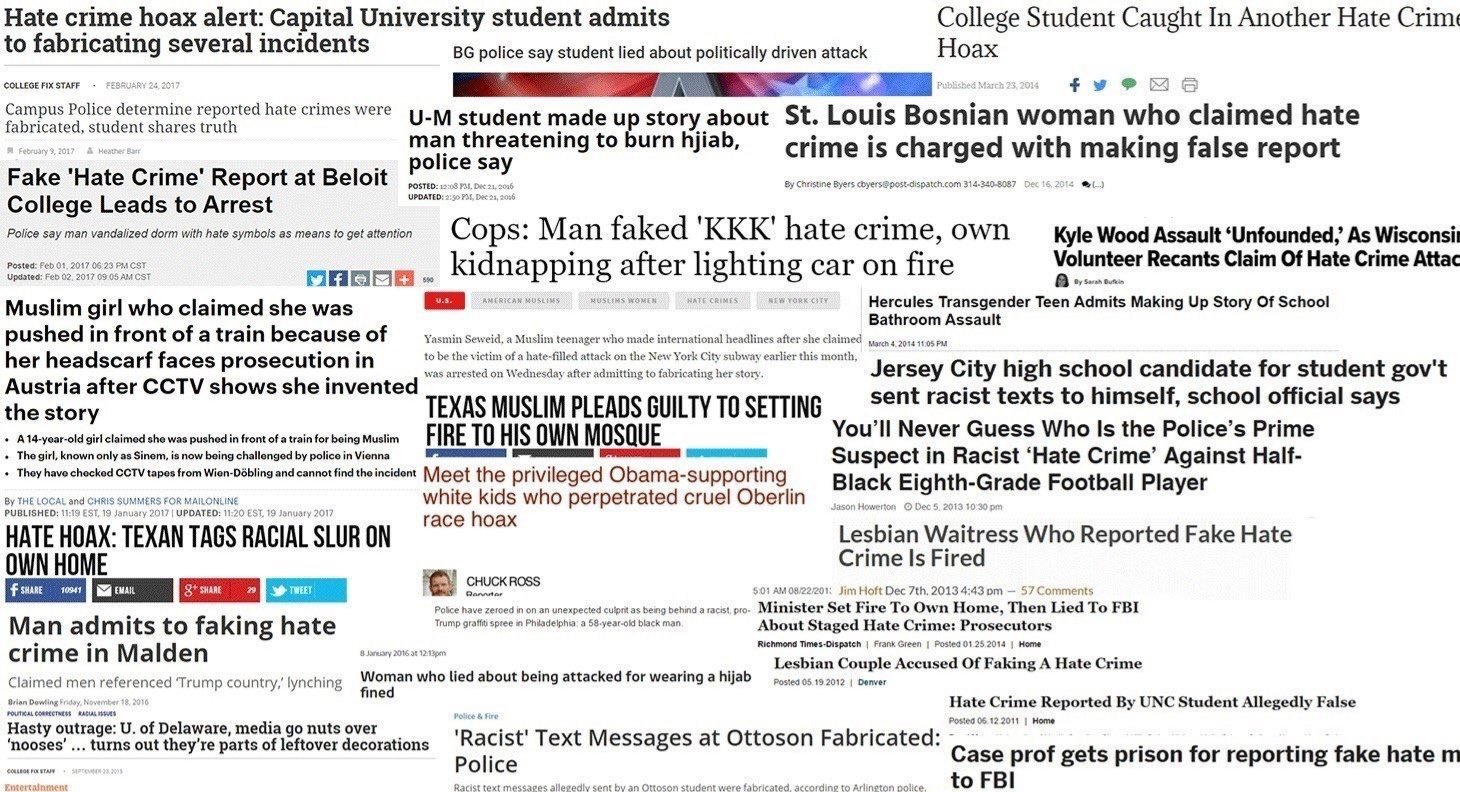 Hate crime hoax alert: Capital University student admits
to fabricating several incidents
COLLEGE FIX STAFF • FEBRUARY 24, 2017
Campus Police determine reported hate crimes were
fabricated, student shares truth
February 9, 2017 Heather Barr
Fake 'Hate Crime' Report at Beloit
College Leads to Arrest
Police say man vandalized dorm with hate symbols as means to get attention
Posted: Feb 01, 2017 06:23 PM CST
Updated: Feb 02, 2017 09:05 AM CST
590
Muslim girl who claimed she was
pushed in front of a train because of
her headscarf faces prosecution in
Austria after CCTV shows she invented
the story
• A 14-year-old girl claimed she was pushed in front of a train for being Muslim
• The girl, known only as Sinem, is now being challenged by police in Vienna
• They have checked CCTV tapes from Wien-Döbling and cannot find the incident
By THE LOCAL and CHRIS SUMMERS FOR MAILONLINE
PUBLISHED: 11:19 EST, 19 January 2017 | UPDATED: 11:20 EST, 19 January 2017
HATE HOAX: TEXAN TAGS RACIAL SLUR ON
OWN HOME
SHARE 10941 EMAIL SHARE 29 TWEET
Man admits to faking hate
crime in Malden
Claimed men referenced ‘Trump country,’ lynching
Brian Dowling Friday, November 18, 2016
POLITICAL CORRECTNESS RACIAL ISSUES
Hasty outrage: U. of Delaware, media go nuts over
‘nooses’ … turns out they’re parts of leftover decorations
COLLEGE FIX STAFF • SEPTEMBER 23, 2015
Entertainment
BG police say student lied about politically driven attack
U-M student made up story about
man threatening to burn hjiab,
police say
POSTED: 12:08 PM, Dec 21, 2016
UPDATED: 2:50 PM, Dec 21, 2016
Cops: Man faked 'KKK' hate crime, own
kidnapping after lighting car on fire
U.S. AMERICAN MUSLIMS MUSLIMS WOMEN HATE CRIMES NEW YORK CITY
Yasmin Seweid, a Muslim teenager who made international headlines after she claimed
to be the victim of a hate-filled attack on the New York City subway earlier this month,
was arrested on Wednesday after admitting to fabricating her story.
TEXAS MUSLIM PLEADS GUILTY TO SETTING
FIRE TO HIS OWN MOSQUE
Meet the privileged Obama-supporting
white kids who perpetrated cruel Oberlin
race hoax
CHUCK ROSS
Reporter
Police have zeroed in on an unexpected culprit as being behind a racist, pro-
Trump graffiti spree in Philadelphia: a 58-year-old black man.
8 January 2016 at 12:13pm
Woman who lied about being attacked for wearing a hijab
fined
Police & Fire
'Racist' Text Messages at Ottoson Fabricated:
Police
Racist text messages allegedly sent by an Ottoson student were fabricated, according to Arlington police.
College Student Caught In Another Hate Crime
Hoax
Published March 23, 2014
St. Louis Bosnian woman who claimed hate
crime is charged with making false report
By Christine Byers cbyers@post-dispatch.com 314-340-8087 Dec 16, 2014 (...)
Kyle Wood Assault ‘Unfounded,’ As Wisconsin
Volunteer Recants Claim Of Hate Crime Attac
By Sarah Bufkin
Hercules Transgender Teen Admits Making Up Story Of School
Bathroom Assault
March 4, 2014 11:05 PM
Jersey City high school candidate for student gov't
sent racist texts to himself, school official says
You’ll Never Guess Who Is the Police’s Prime
Suspect in Racist ‘Hate Crime’ Against Half-
Black Eighth-Grade Football Player
Jason Howerton Dec 5, 2013 10:30 pm
Lesbian Waitress Who Reported Fake Hate
Crime Is Fired
5:01 AM 08/22/201 Jim Hoft Dec 7th, 2013 4:43 pm — 57 Comments
Minister Set Fire To Own Home, Then Lied To FBI
About Staged Hate Crime: Prosecutors
Richmond Times-Dispatch | Frank Green | Posted 01.25.2014 | Home
Lesbian Couple Accused Of Faking A Hate Crime
Posted 05.19.2012 | Denver
Hate Crime Reported By UNC Student Allegedly False
Posted 06.12.2011 | Home
Case prof gets prison for reporting fake hate m
to FBI